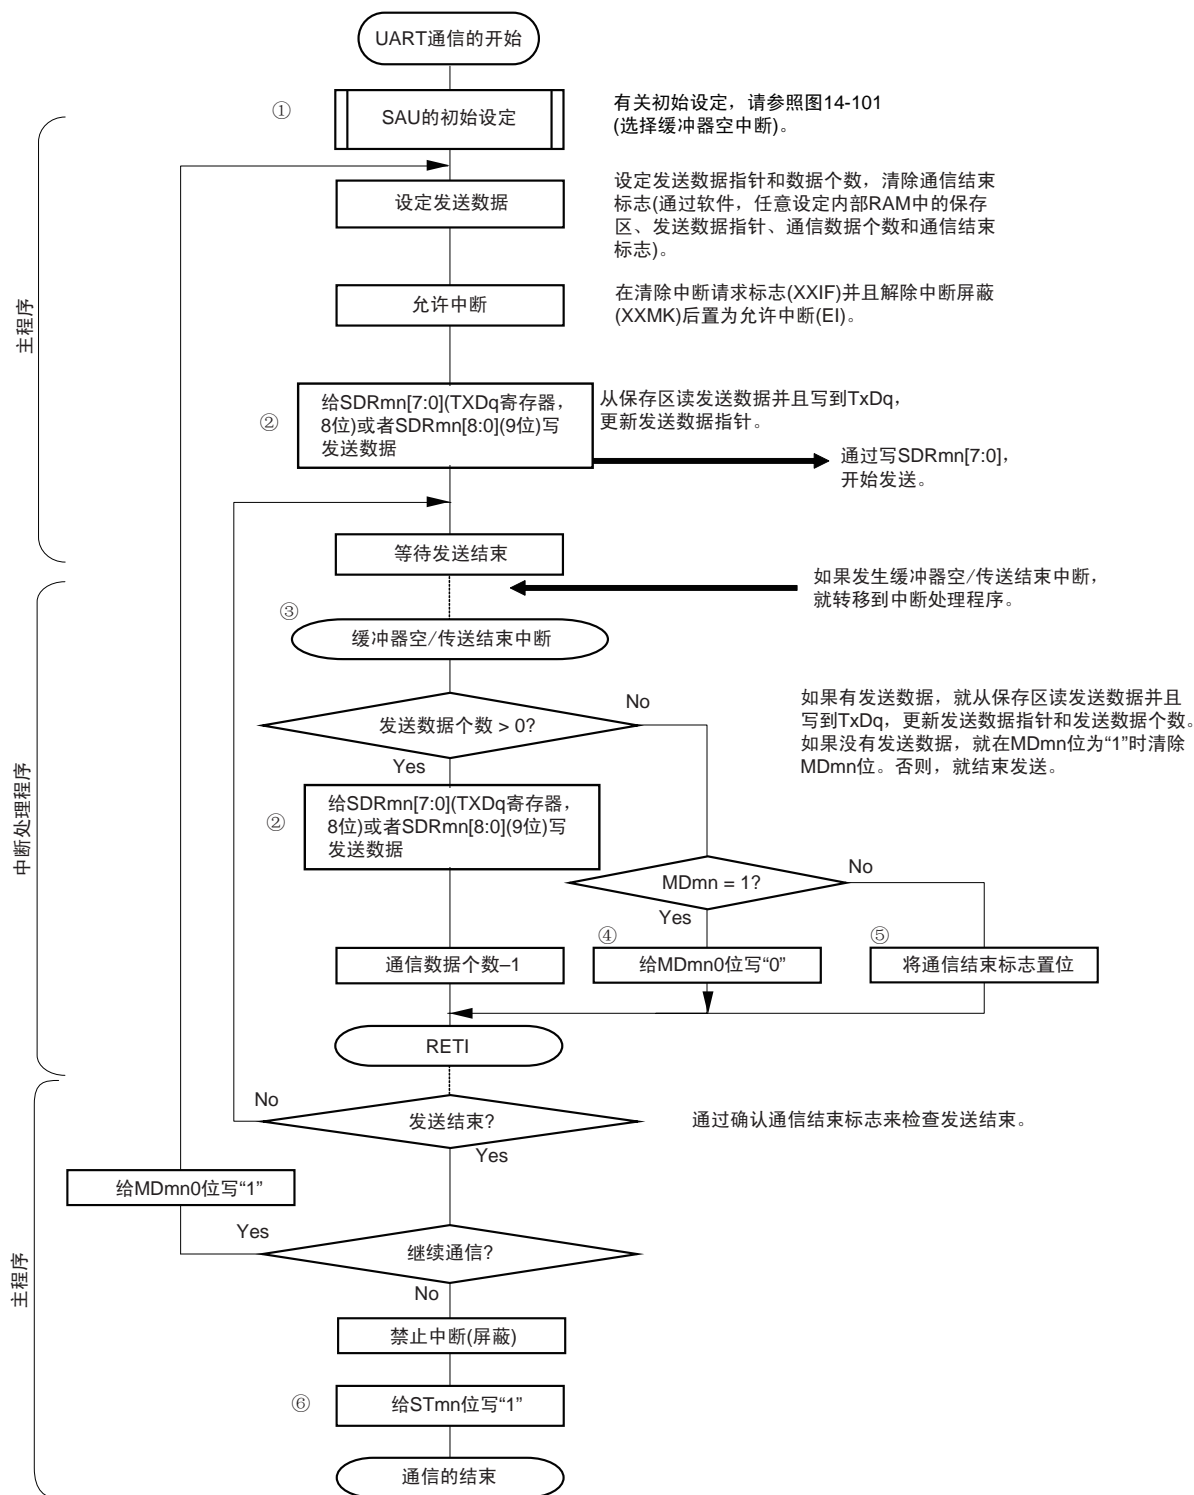 UART通信的开始
①
SAU的初始设定
有关初始设定，请参照图14-101
(选择缓冲器空中断)。
设定发送数据
设定发送数据指针和数据个数，清除通信结束
标志(通过软件，任意设定内部RAM中的保存
区、发送数据指针、通信数据个数和通信结束
标志)。
主程序
允许中断
在清除中断请求标志(XXIF)并且解除中断屏蔽
(XXMK)后置为允许中断(EI)。
②
给SDRmn[7:0](TXDq寄存器，
8位)或者SDRmn[8:0](9位)写
发送数据
从保存区读发送数据并且写到TxDq，
更新发送数据指针。
通过写SDRmn[7:0]，
开始发送。
等待发送结束
如果发生缓冲器空/传送结束中断，
就转移到中断处理程序。
③
缓冲器空/传送结束中断
中断处理程序
发送数据个数 > 0?
No
Yes
如果有发送数据，就从保存区读发送数据并且
写到TxDq，更新发送数据指针和发送数据个数。
如果没有发送数据，就在MDmn位为“1”时清除
MDmn位。否则，就结束发送。
②
给SDRmn[7:0](TXDq寄存器，
8位)或者SDRmn[8:0](9位)写
发送数据
MDmn = 1?
No
Yes
通信数据个数–1
④
给MDmn0位写“0”
⑤
将通信结束标志置位
RETI
No
发送结束?
Yes
通过确认通信结束标志来检查发送结束。
给MDmn0位写“1”
主程序
Yes
继续通信?
No
禁止中断(屏蔽)
⑥
给STmn位写“1”
通信的结束